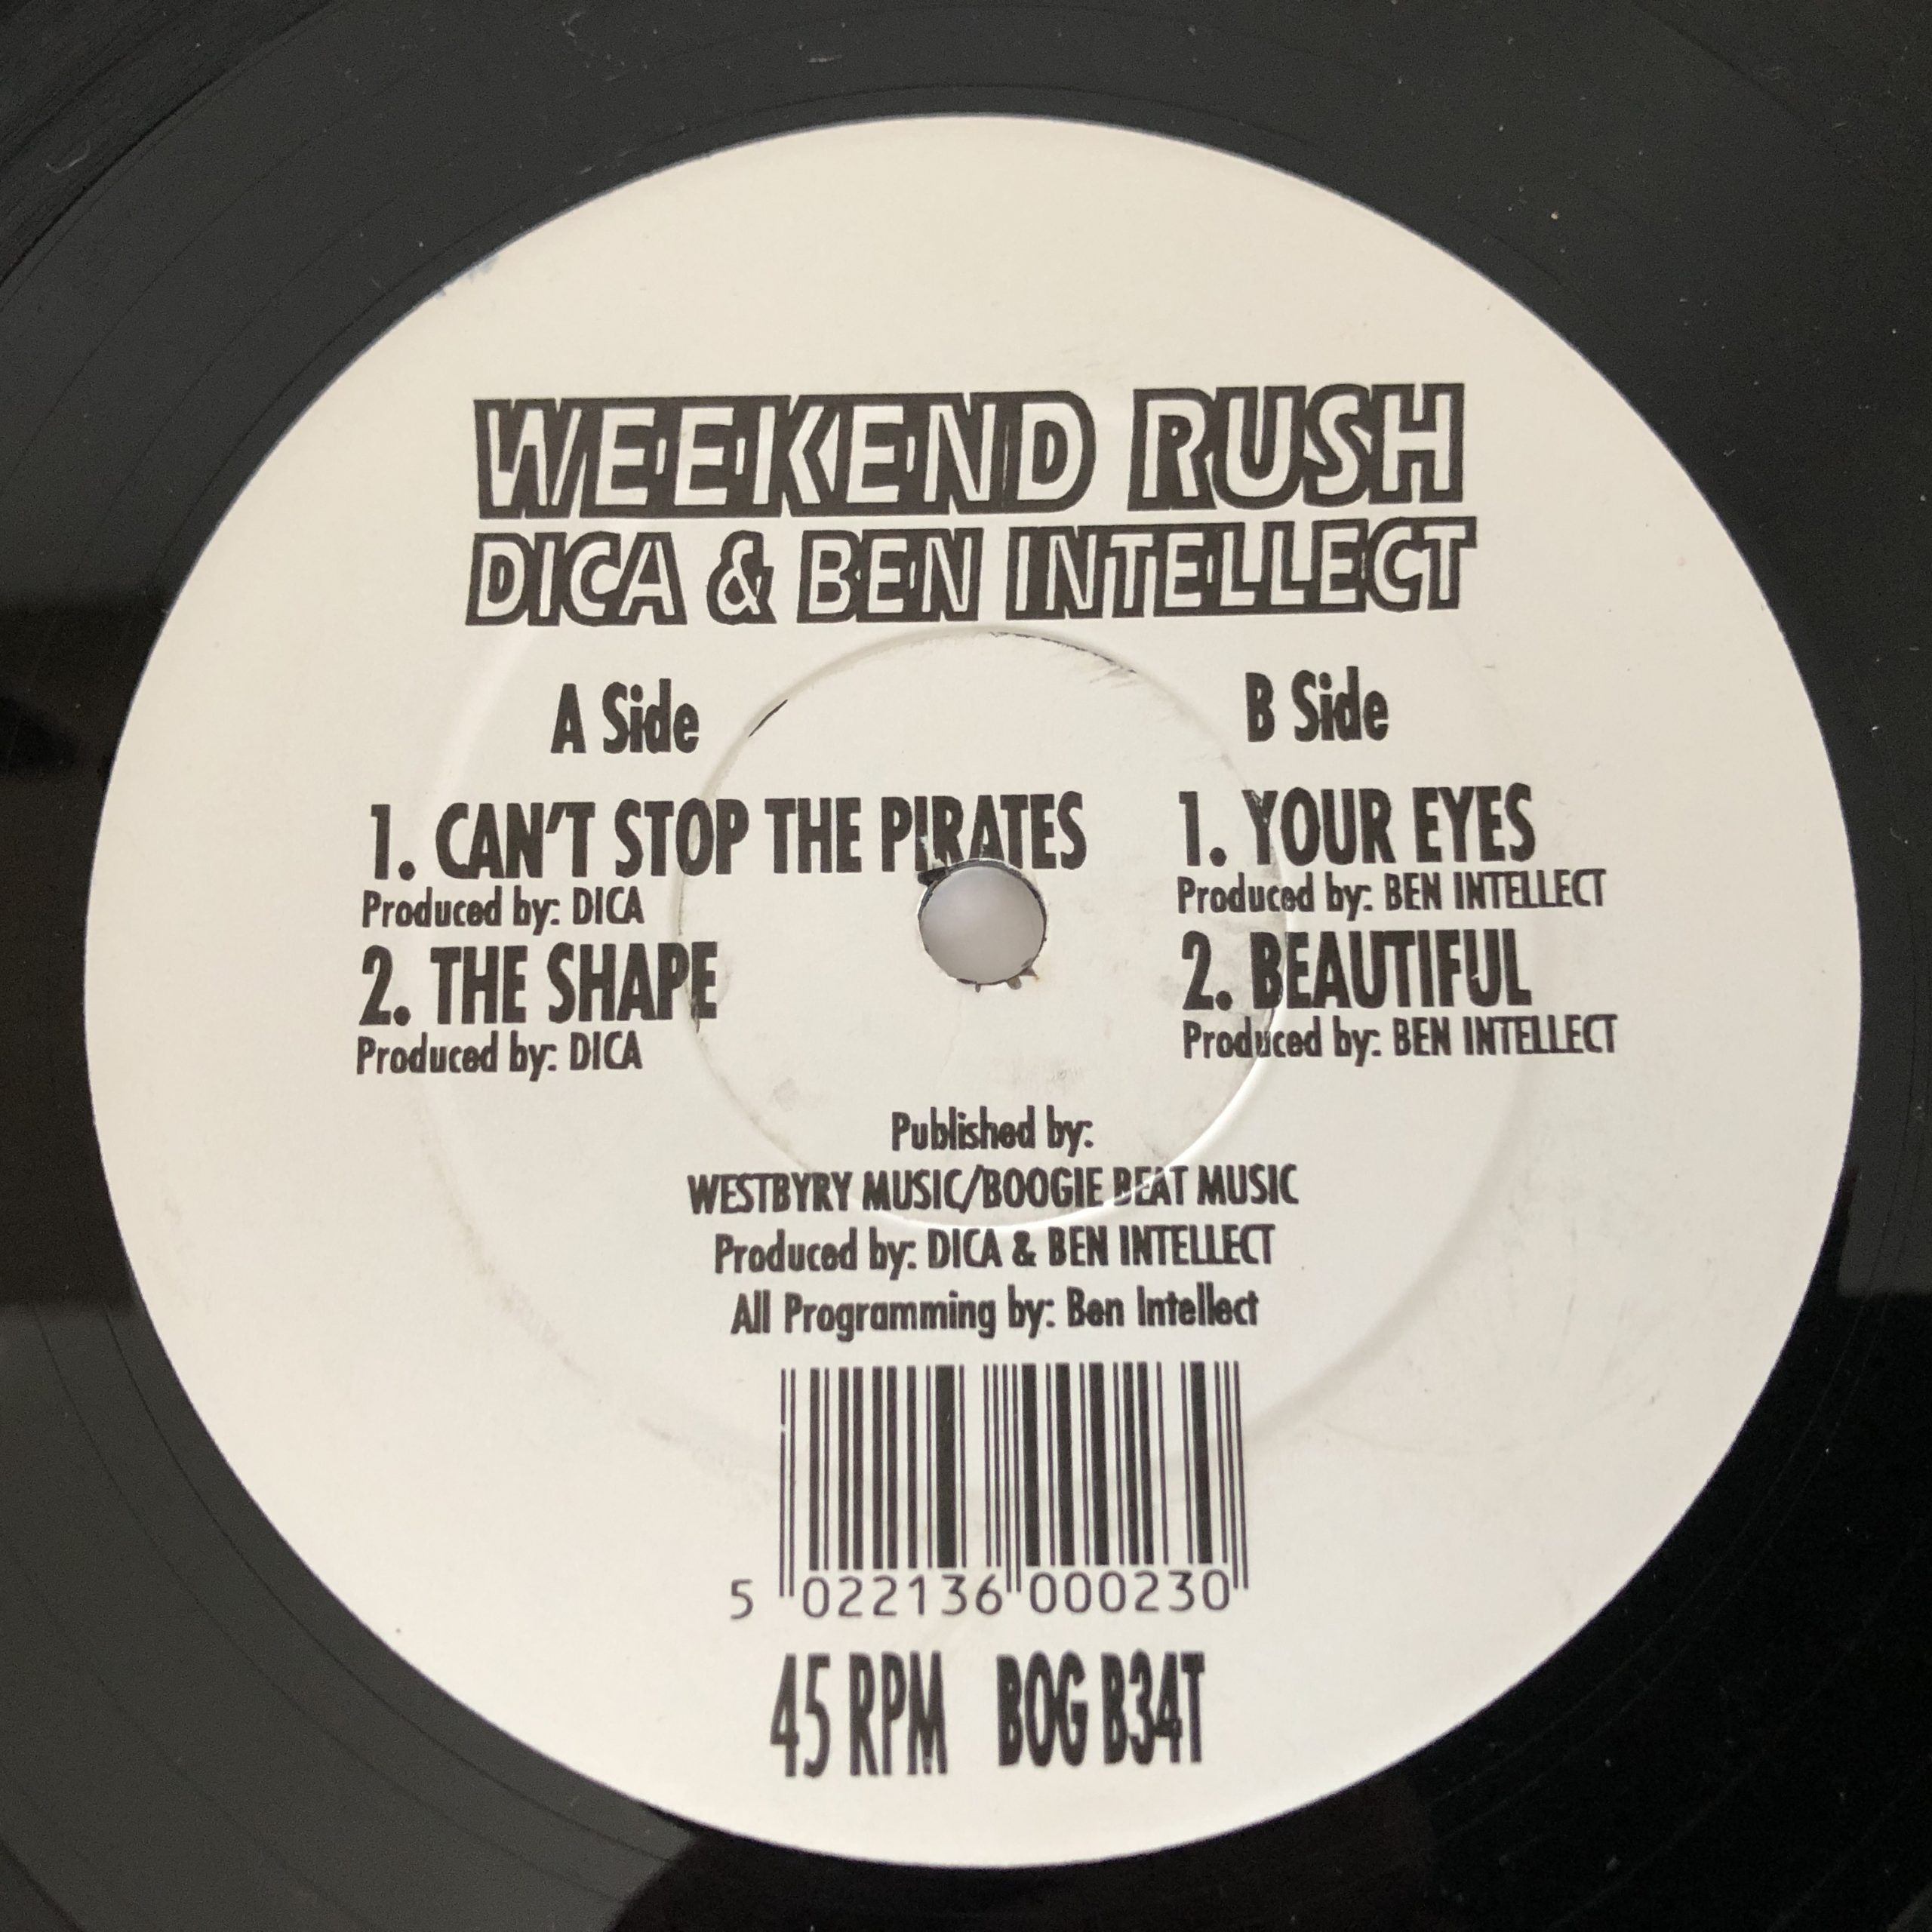 WEEKEND RUSH
DICA & BEN INTELLECT
A Side
1. CAN'T STOP THE PIRATES
Produced by: DICA
2. THE SHAPE
Produced by: DICA
B Side
1. YOUR EYES
Produced by: BEN INTELLECT
2. BEAUTIFUL
Produced by: BEN INTELLECT
Published by:
WESTBYRY MUSIC/BOOGIE BEAT MUSIC
Produced by: DICA & BEN INTELLECT
All Programming by: Ben Intellect
5 022136 000230
45 RPM BOG B34T